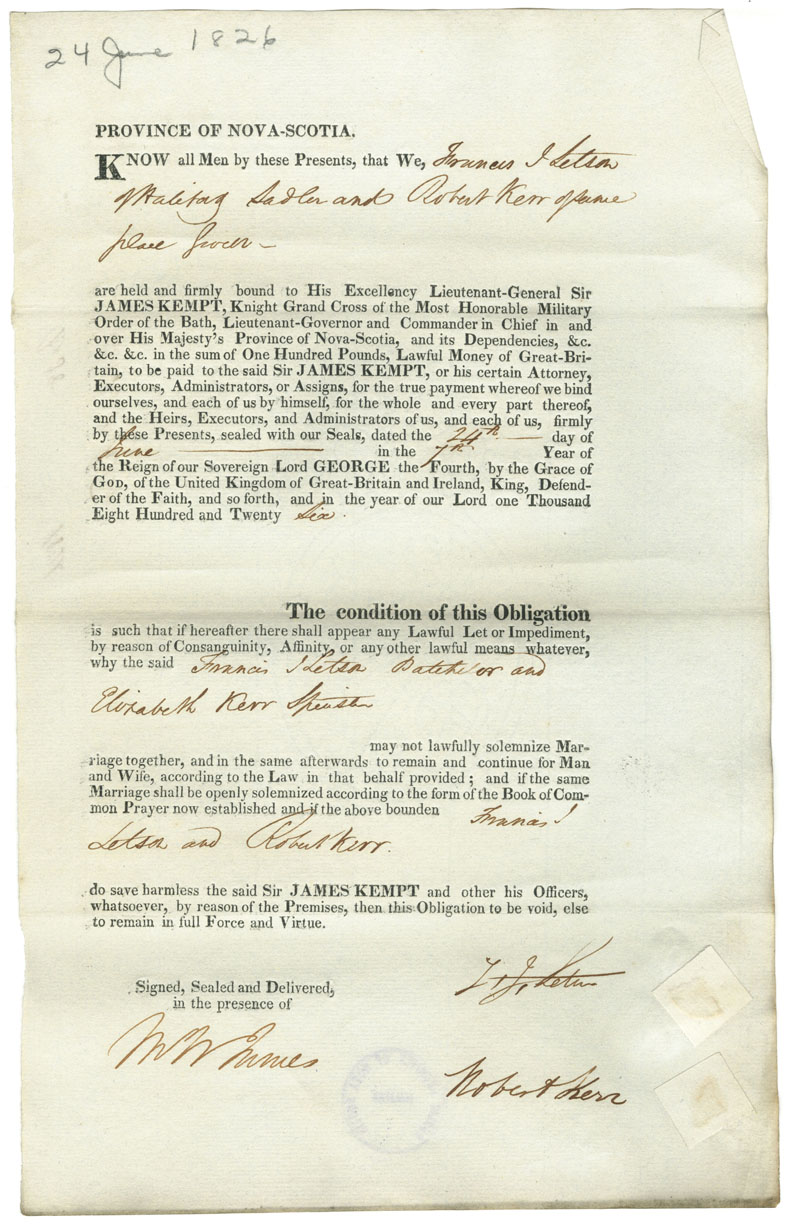 24 June 1826
PROVINCE OF NOVA-SCOTIA.
KNOW all Men by these Presents, that We, Francis J Letson
of Halifax Sadler and Robert Kerr of same
place Grocer —
are held and firmly bound to His Excellency Lieutenant-General Sir
JAMES KEMPT, Knight Grand Cross of the Most Honorable Military
Order of the Bath, Lieutenant-Governor and Commander in Chief in and
over His Majesty's Province of Nova-Scotia, and its Dependencies, &c.
&c. &c. in the sum of One Hundred Pounds, Lawful Money of Great-Bri-
tain, to be paid to the said Sir JAMES KEMPT, or his certain Attorney,
Executors, Administrators, or Assigns, for the true payment whereof we bind
ourselves, and each of us by himself, for the whole and every part thereof,
and the Heirs, Executors, and Administrators of us, and each of us, firmly
by these Presents, sealed with our Seals, dated the 24th — day of
June — in the 7th Year of
the Reign of our Sovereign Lord GEORGE the Fourth, by the Grace of
GOD, of the United Kingdom of Great-Britain and Ireland, King, Defend-
er of the Faith, and so forth, and in the year of our Lord one Thousand
Eight Hundred and Twenty Six.
The condition of this Obligation
is such that if hereafter there shall appear any Lawful Let or Impediment,
by reason of Consanguinity, Affinity, or any other lawful means whatever,
why the said Francis J Letson Batchelor and
Elizabeth Kerr Spinster
may not lawfully solemnize Mar-
riage together, and in the same afterwards to remain and continue for Man
and Wife, according to the Law in that behalf provided; and if the same
Marriage shall be openly solemnized according to the form of the Book of Com-
mon Prayer now established and if the above bounden Francis J
Letson and Robert Kerr.
do save harmless the said Sir JAMES KEMPT and other his Officers,
whatsoever, by reason of the Premises, then this Obligation to be void, else
to remain in full Force and Virtue.
Signed, Sealed and Delivered,
in the presence of
F. J. Letson
Robert Kerr